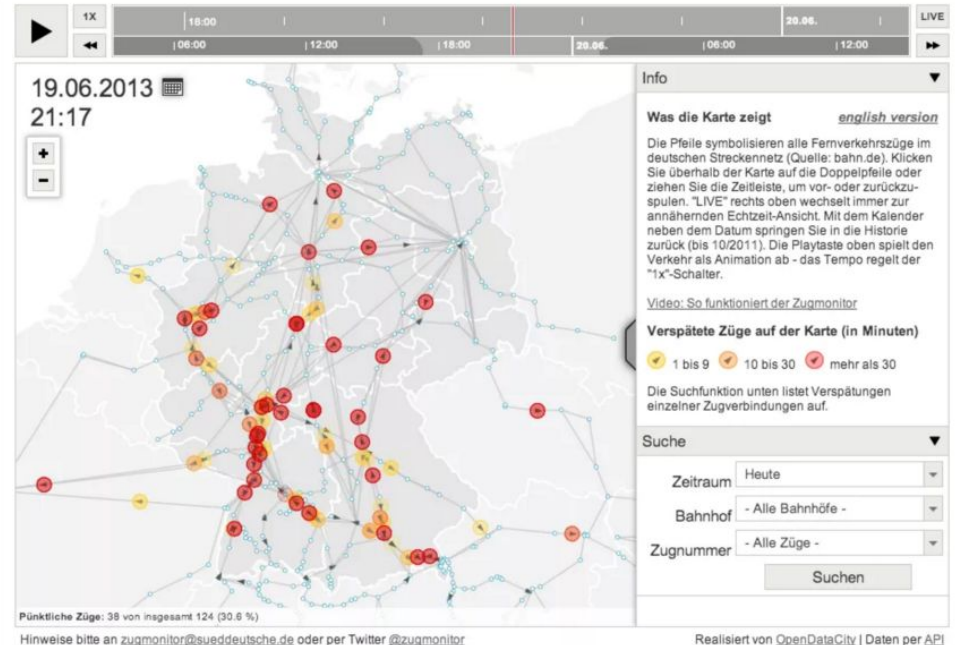 1X
18:00
20.06.
LIVE
06:00
12:00
18:00
20.06.
06:00
12:00
19.06.2013
21:17
+
-
Info
Was die Karte zeigt
english version
Die Pfeile symbolisieren alle Fernverkehrszüge im
deutschen Streckennetz (Quelle: bahn.de). Klicken
Sie überhalb der Karte auf die Doppelpfeile oder
ziehen Sie die Zeitleiste, um vor- oder zurückzu-
spulen. "LIVE" rechts oben wechselt immer zur
annähernden Echtzeit-Ansicht. Mit dem Kalender
neben dem Datum springen Sie in die Historie
zurück (bis 10/2011). Die Playtaste oben spielt den
Verkehr als Animation ab - das Tempo regelt der
"1x"-Schalter.
Video: So funktioniert der Zugmonitor
Verspätete Züge auf der Karte (in Minuten)
1 bis 9 10 bis 30 mehr als 30
Die Suchfunktion unten listet Verspätungen
einzelner Zugverbindungen auf.
Suche
Zeitraum Heute
Bahnhof - Alle Bahnhöfe -
Zugnummer - Alle Züge -
Suchen
Pünktliche Züge: 38 von insgesamt 124 (30.6 %)
Hinweise bitte an zugmonitor@sueddeutsche.de oder per Twitter @zugmonitor
Realisiert von OpenDataCity | Daten per API